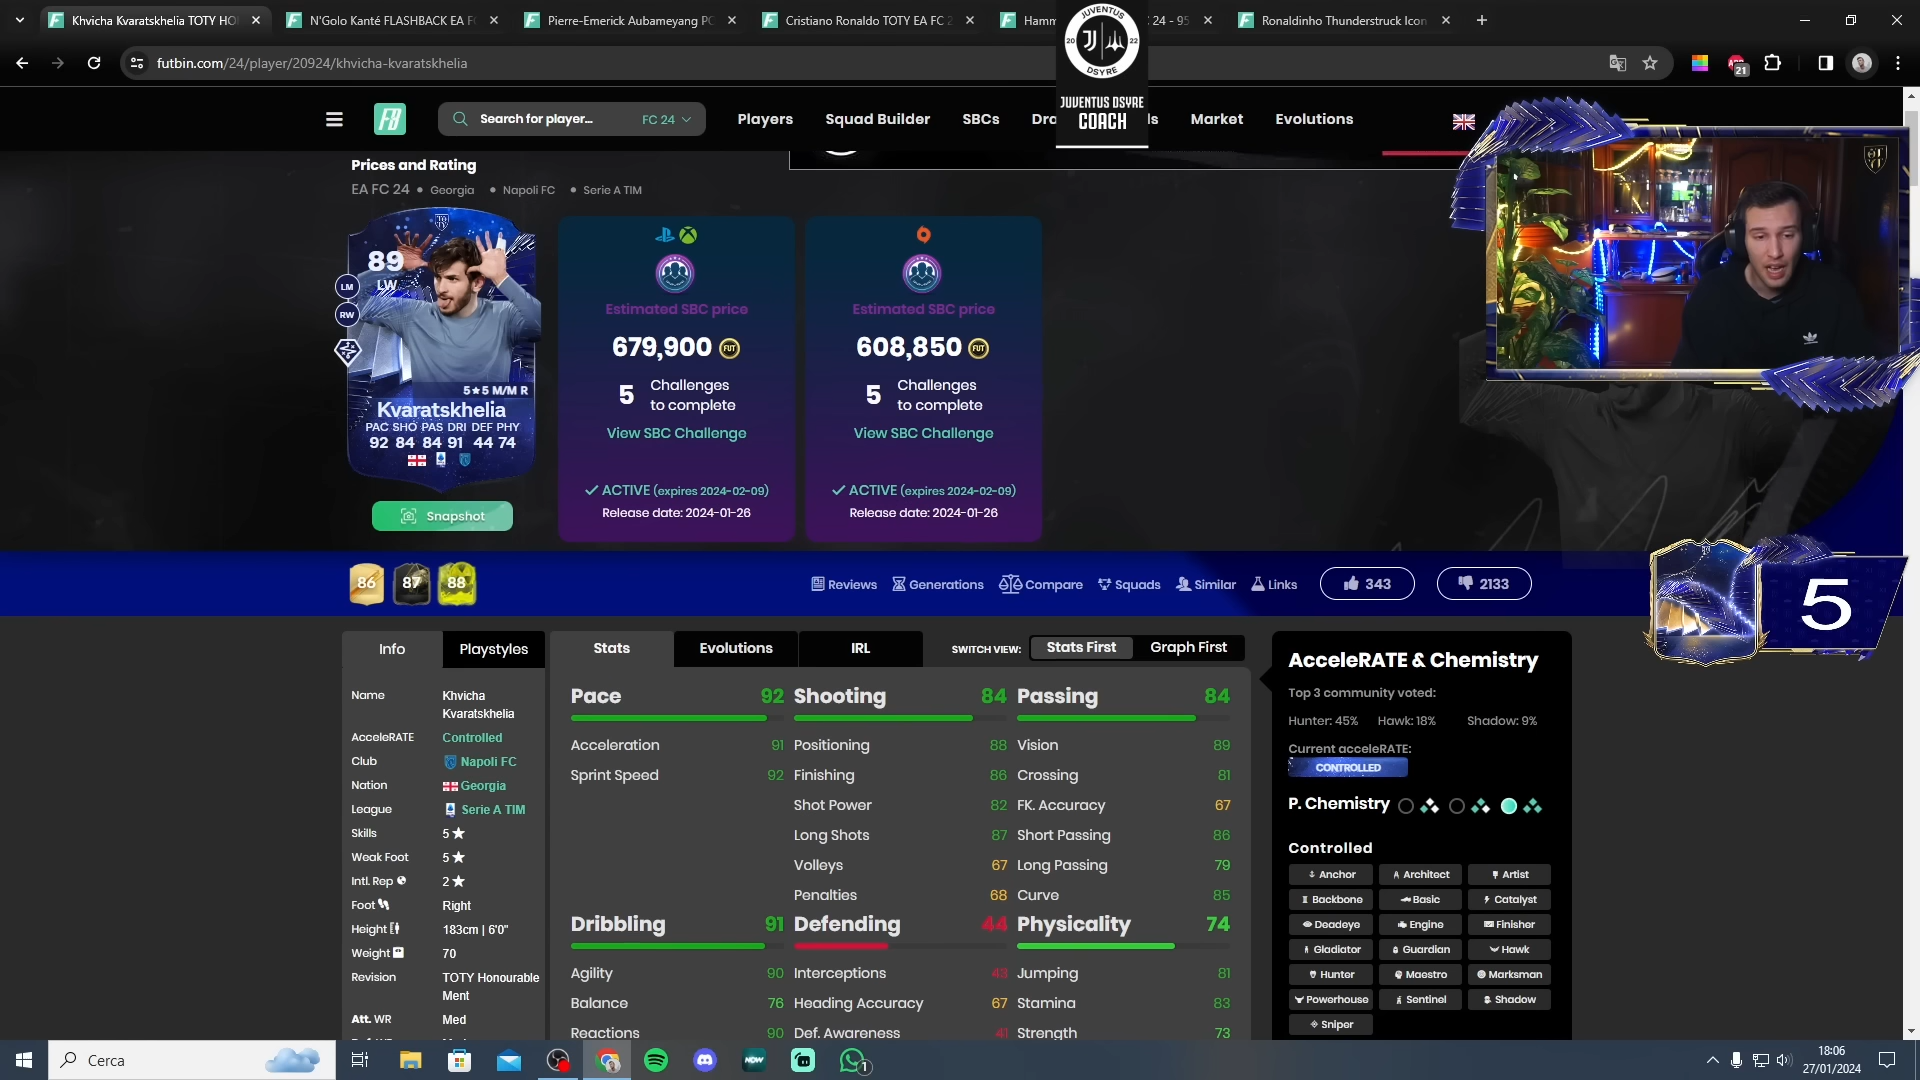 Khvicha Kvaratskhelia TOTY HO
N'Golo Kanté FLASHBACK EA F
Pierre-Emerick Aubameyang PO
Cristiano Ronaldo TOTY EA FC 2
Hamm
24 - 95
Ronaldinho Thunderstruck Icon
futbin.com/24/player/20924/khvicha-kvaratskhelia
21
JUVENTUS
20 22
DSYRE
JUVENTUS DSYRE
COACH
Search for player...
FC 24
Players
Squad Builder
SBCs
Dra
ls
Market
Evolutions
Prices and Rating
EA FC 24 • Georgia • Napoli FC • Serie A TIM
89
LW
LM
RW
5★5 M/M R
Kvaratskhelia
PAC SHO PAS DRI DEF PHY
92 84 84 91 44 74
Snapshot
Estimated SBC price
679,900
FUT
5
Challenges
to complete
View SBC Challenge
ACTIVE (expires 2024-02-09)
Release date: 2024-01-26
Estimated SBC price
608,850
FUT
5
Challenges
to complete
View SBC Challenge
ACTIVE (expires 2024-02-09)
Release date: 2024-01-26
86 87 88
Reviews
Generations
Compare
Squads
Similar
Links
343
2133
5
Info
Playstyles
Name
Khvicha
Kvaratskhelia
AcceleRATE
Controlled
Club
Napoli FC
Nation
Georgia
League
Serie A TIM
Skills
5 ★
Weak Foot
5 ★
Intl. Rep
2 ★
Foot
Right
Height
183cm | 6'0"
Weight
70
Revision
TOTY Honourable
Ment
Att. WR
Med
Stats
Evolutions
IRL
SWITCH VIEW:
Stats First
Graph First
Pace 92
Acceleration 91
Sprint Speed 92
Shooting 84
Positioning 88
Finishing 86
Shot Power 82
Long Shots 87
Volleys 67
Penalties 68
Passing 84
Vision 89
Crossing 81
FK. Accuracy 67
Short Passing 86
Long Passing 79
Curve 85
Dribbling 91
Agility 90
Balance 76
Reactions 90
Defending 44
Interceptions 43
Heading Accuracy 67
Def. Awareness 41
Physicality 74
Jumping 81
Stamina 83
Strength 73
AcceleRATE & Chemistry
Top 3 community voted:
Hunter: 45% Hawk: 18% Shadow: 9%
Current acceleRATE:
CONTROLLED
P. Chemistry
Controlled
Anchor Architect Artist
Backbone Basic Catalyst
Deadeye Engine Finisher
Gladiator Guardian Hawk
Hunter Maestro Marksman
Powerhouse Sentinel Shadow
Sniper
Cerca
NOW
1
18:06
27/01/2024